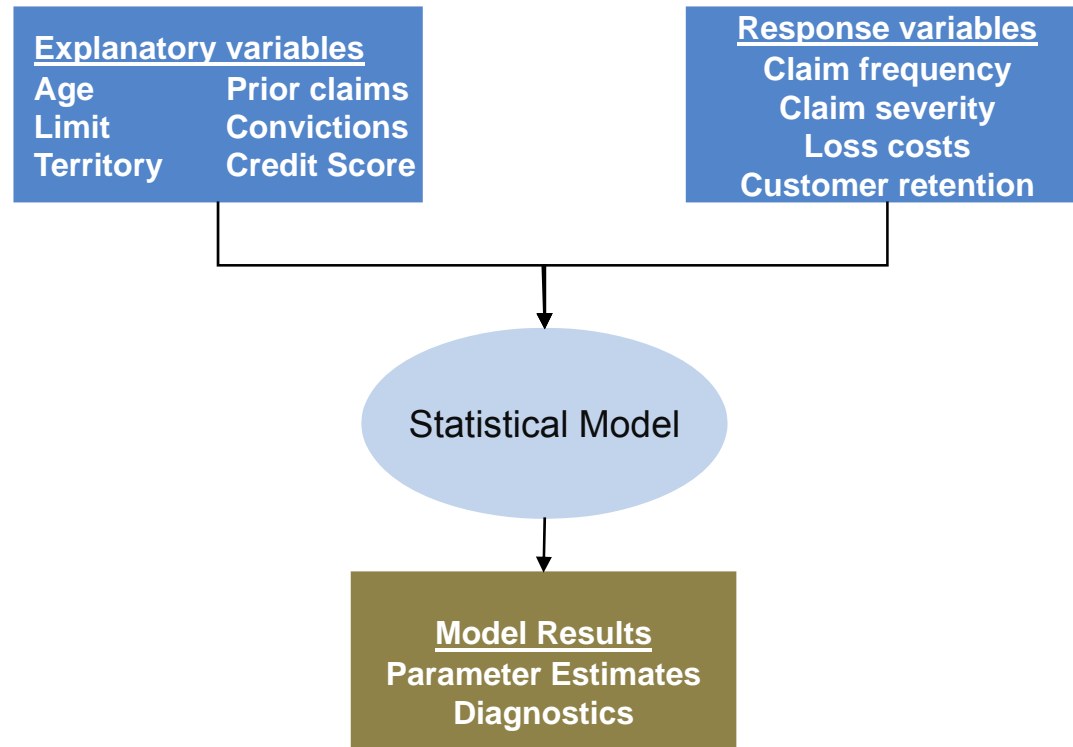 Explanatory variables
Age Prior claims
Limit Convictions
Territory Credit Score
Response variables
Claim frequency
Claim severity
Loss costs
Customer retention
Statistical Model
Model Results
Parameter Estimates
Diagnostics